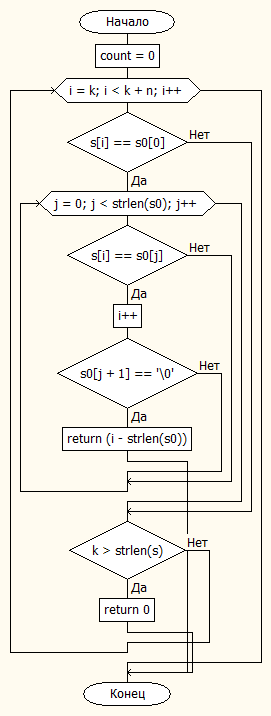 Начало
count = 0
i = k; i < k + n; i++
s[i] == s0[0]
Нет
Да
j = 0; j < strlen(s0); j++
s[i] == s0[j]
Нет
Да
i++
s0[j + 1] == '\0'
Нет
Да
return (i - strlen(s0))
k > strlen(s)
Нет
Да
return 0
Конец